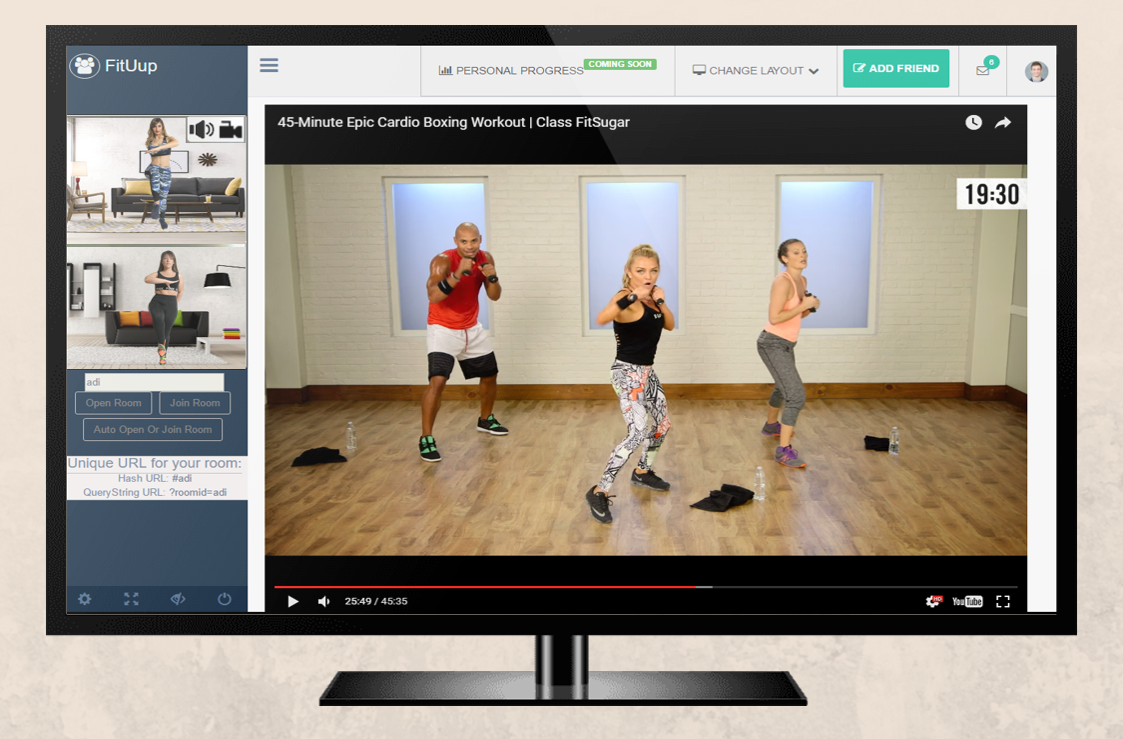 FitUup
PERSONAL PROGRESS COMING SOON
CHANGE LAYOUT
ADD FRIEND
6
45-Minute Epic Cardio Boxing Workout | Class FitSugar
19:30
adi
Open Room
Join Room
Auto Open Or Join Room
Unique URL for your room:
Hash URL: #adi
QueryString URL: ?roomid=adi
25:49 / 45:35
HD
YouTube